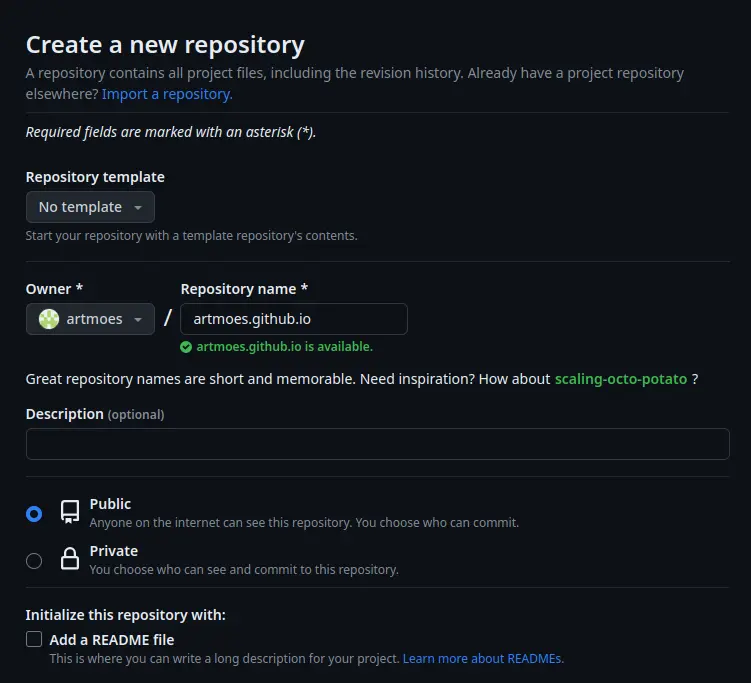 Create a new repository
A repository contains all project files, including the revision history. Already have a project repository
elsewhere? Import a repository.
Required fields are marked with an asterisk (*).
Repository template
No template
Start your repository with a template repository's contents.
Owner * Repository name *
artmoes / artmoes.github.io
artmoes.github.io is available.
Great repository names are short and memorable. Need inspiration? How about scaling-octo-potato ?
Description (optional)
Public
Anyone on the internet can see this repository. You choose who can commit.
Private
You choose who can see and commit to this repository.
Initialize this repository with:
Add a README file
This is where you can write a long description for your project. Learn more about READMEs.